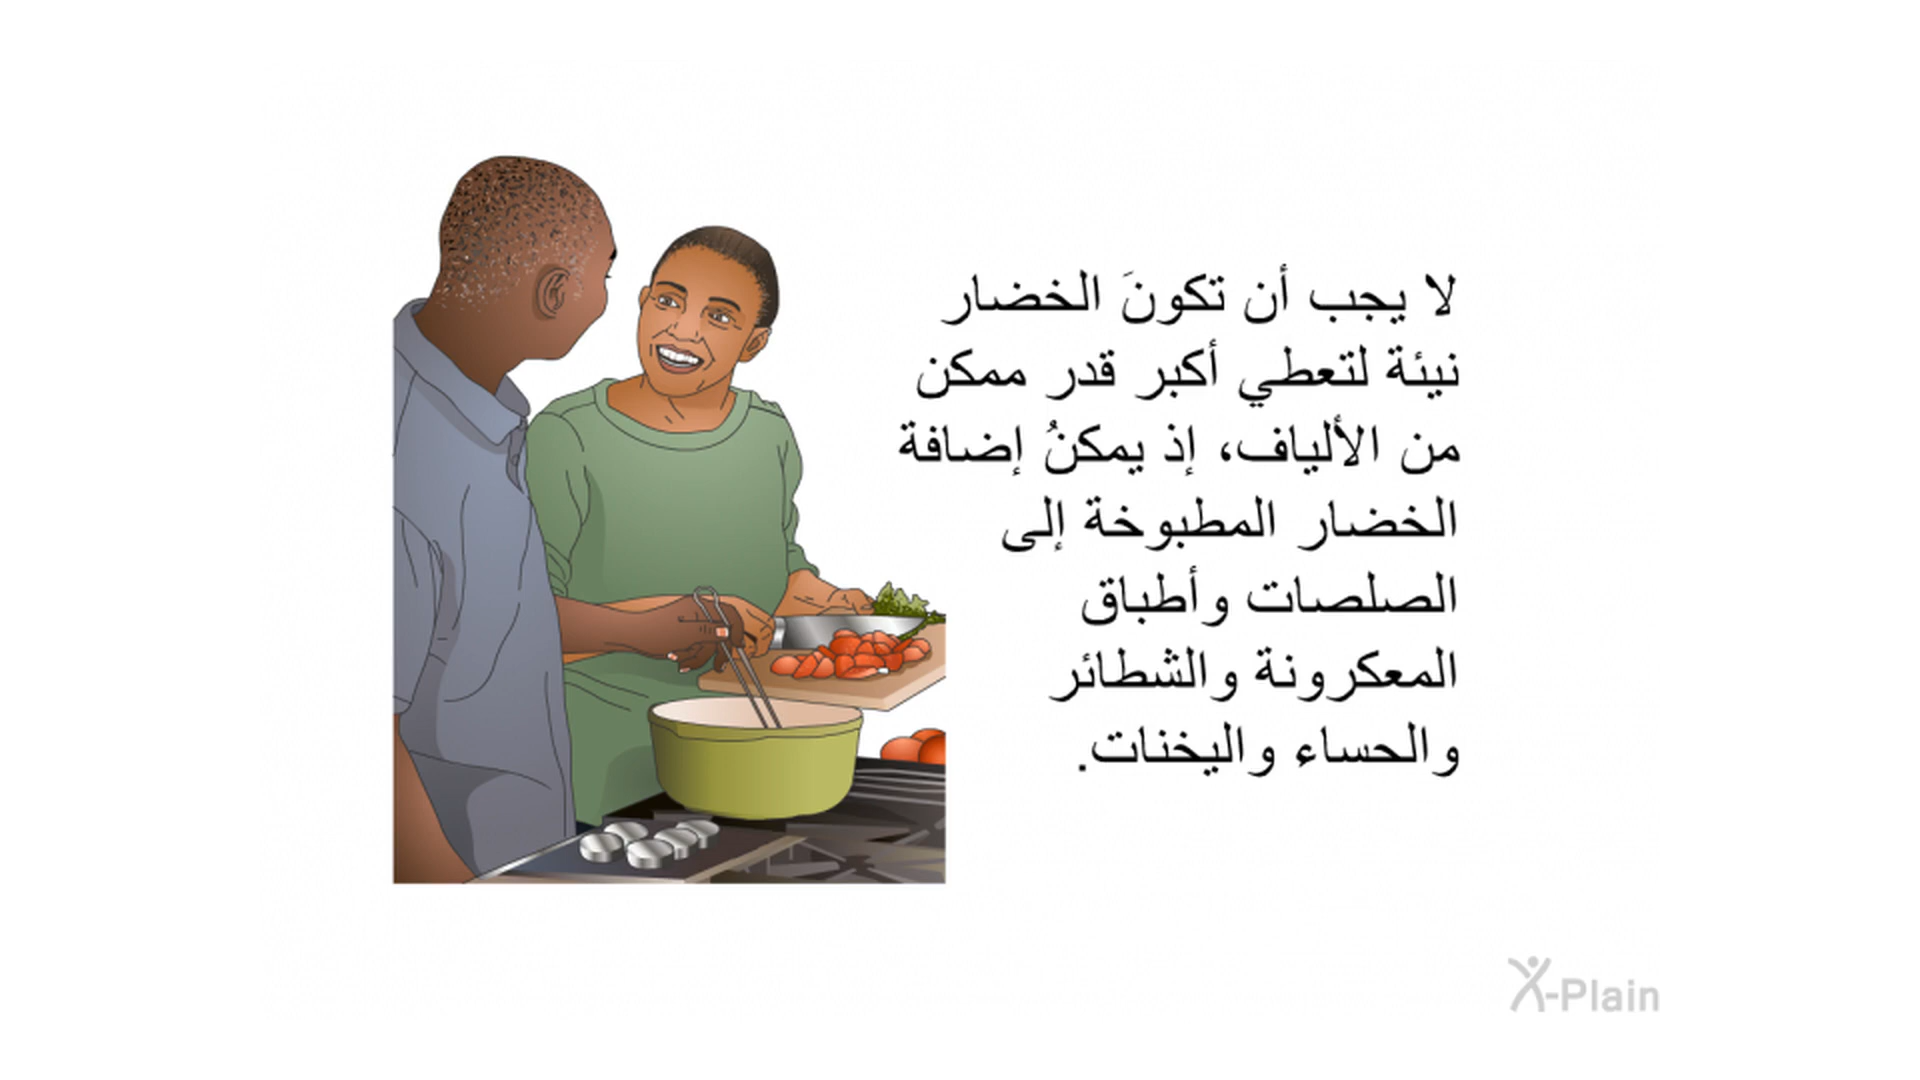 لا يجب أن تكونَ الخضار
نيئة لتعطي أكبر قدر ممكن
من الألياف، إذ يمكنُ إضافة
الخضار المطبوخة إلى
الصلصات وأطباق
المعكرونة والشطائر
والحساء واليخنات.
X-Plain